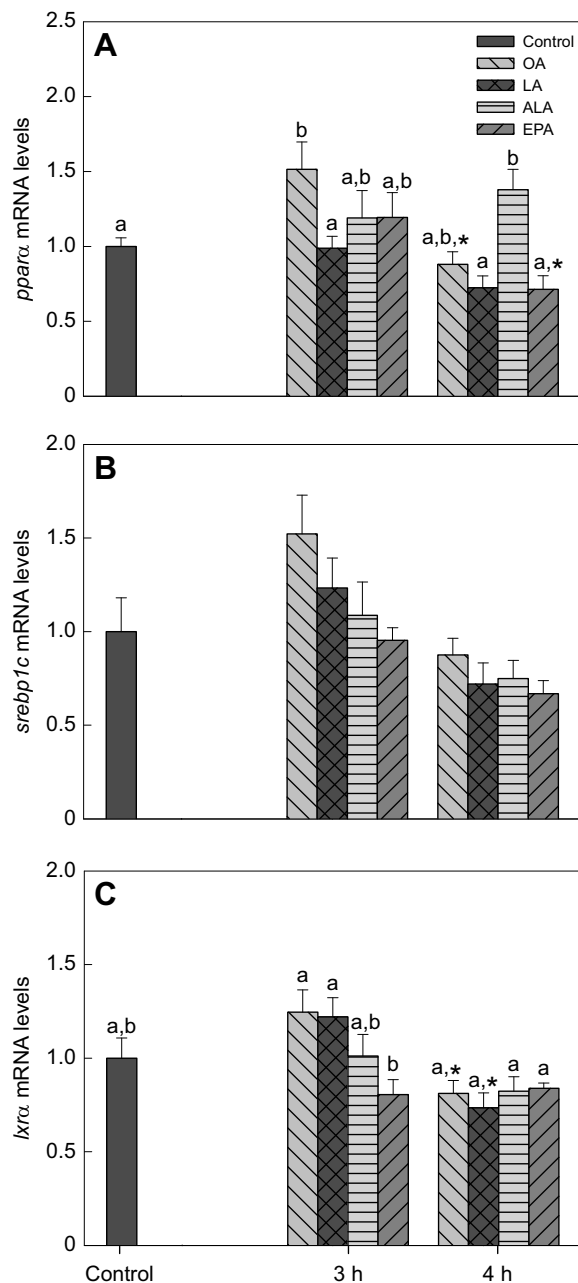 2.5
A
Control
OA
LA
ALA
EPA
2.0
b
1.5
a,b
a,b
b
a
a
a,b,*
a
a,*
1.0
0.5
0
pparα mRNA levels
2.0
B
1.5
1.0
0.5
0
srebp1c mRNA levels
2.0
C
1.5
a
a
a,b
a,b
b
a,*
a,*
a
a
1.0
0.5
0
lxrα mRNA levels
Control
3 h
4 h